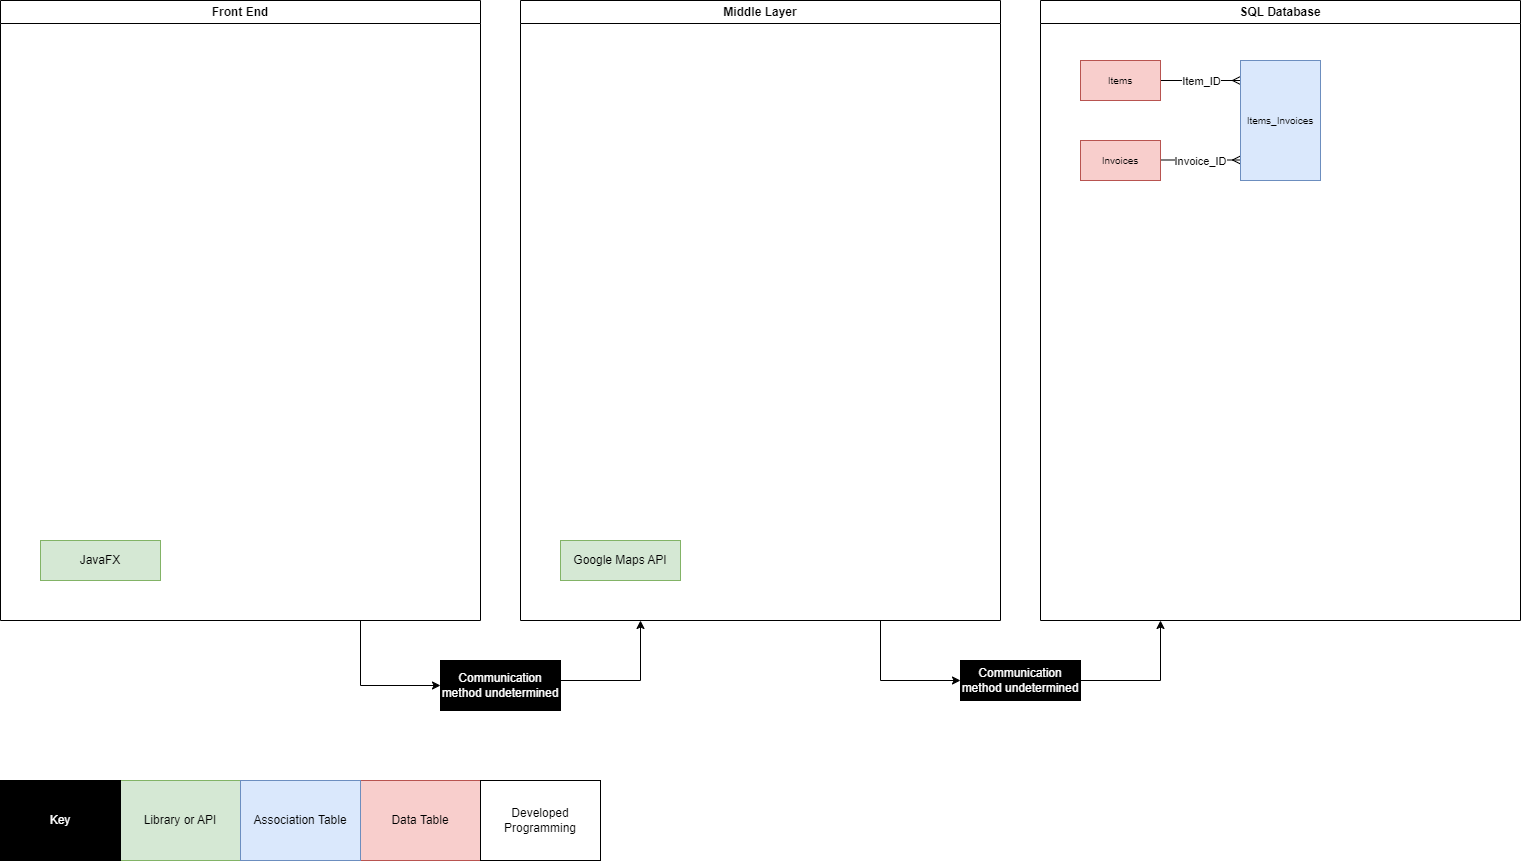 Front End
Middle Layer
SQL Database
Items
Item_ID
Items_Invoices
Invoices
Invoice_ID
JavaFX
Google Maps API
Communication
method undetermined
Communication
method undetermined
Key
Library or API
Association Table
Data Table
Developed
Programming